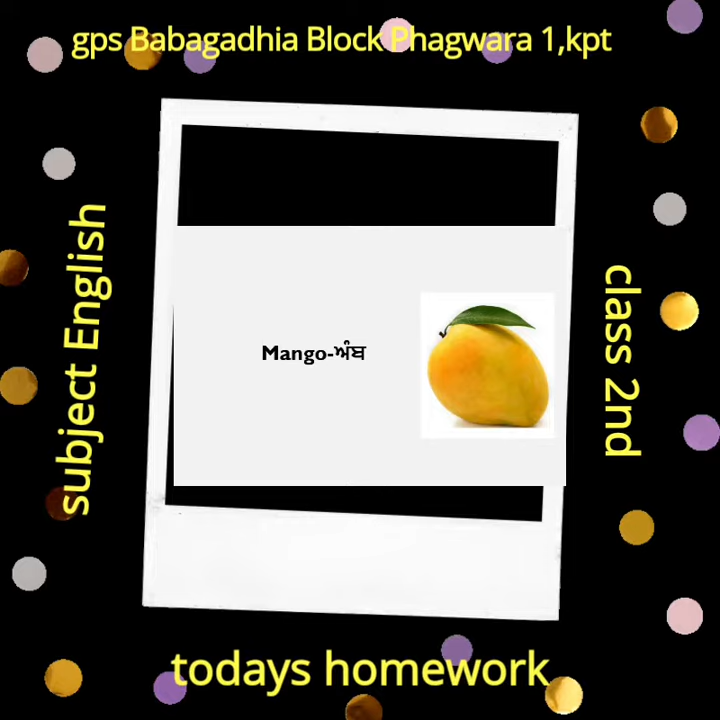 gps Babagadhia Block Phagwara 1,kpt
subject English
Mango-ਅੰਬ
class 2nd
todays homework